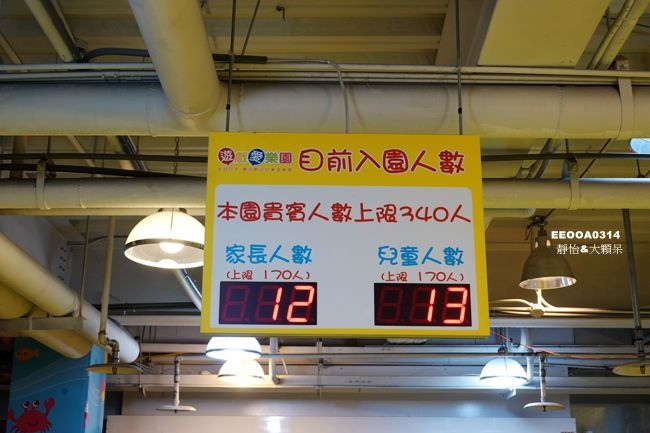 遊戲愛樂園 目前入園人數
本園貴賓人數上限340人
家長人數 兒童人數
(上限 170人) (上限 170人)
12 13
EEOOA0314
靜怡&大顆呆